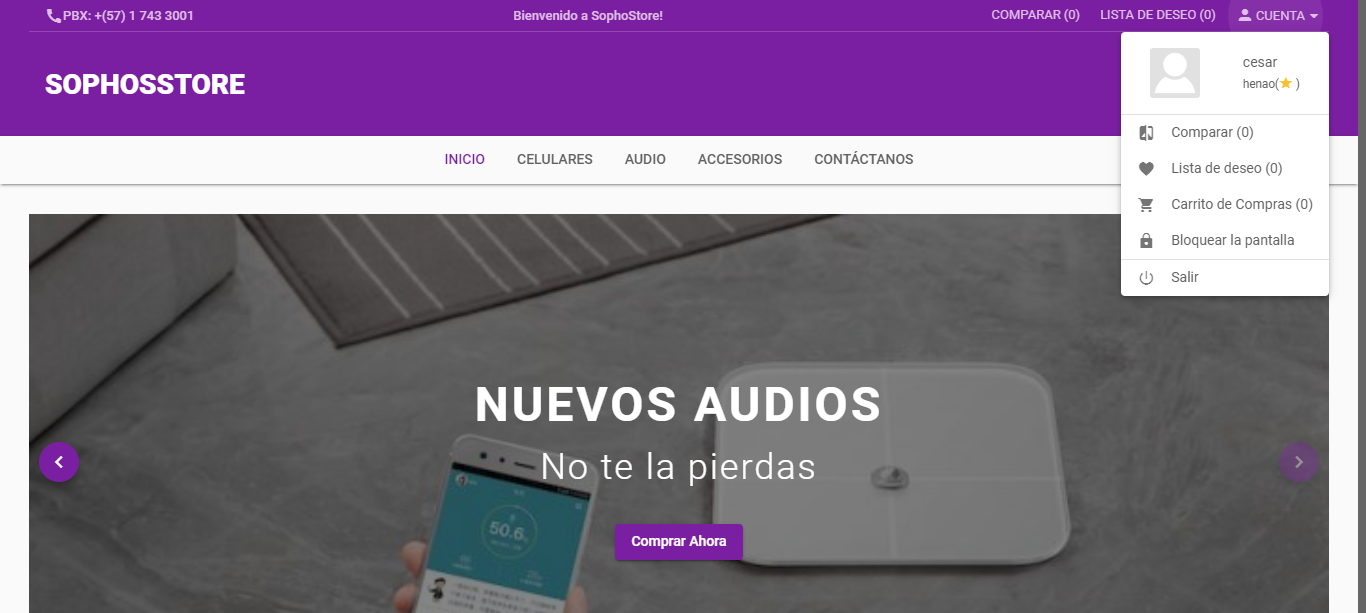 PBX: +(57) 1 743 3001
Bienvenido a SophoStore!
COMPARAR (0)
LISTA DE DESEO (0)
CUENTA
SOPHOSSTORE
cesar
henao(⭐ )
Comparar (0)
Lista de deseo (0)
Carrito de Compras (0)
Bloquear la pantalla
Salir
INICIO
CELULARES
AUDIO
ACCESORIOS
CONTÁCTANOS
NUEVOS AUDIOS
No te la pierdas
50.6
Comprar Ahora